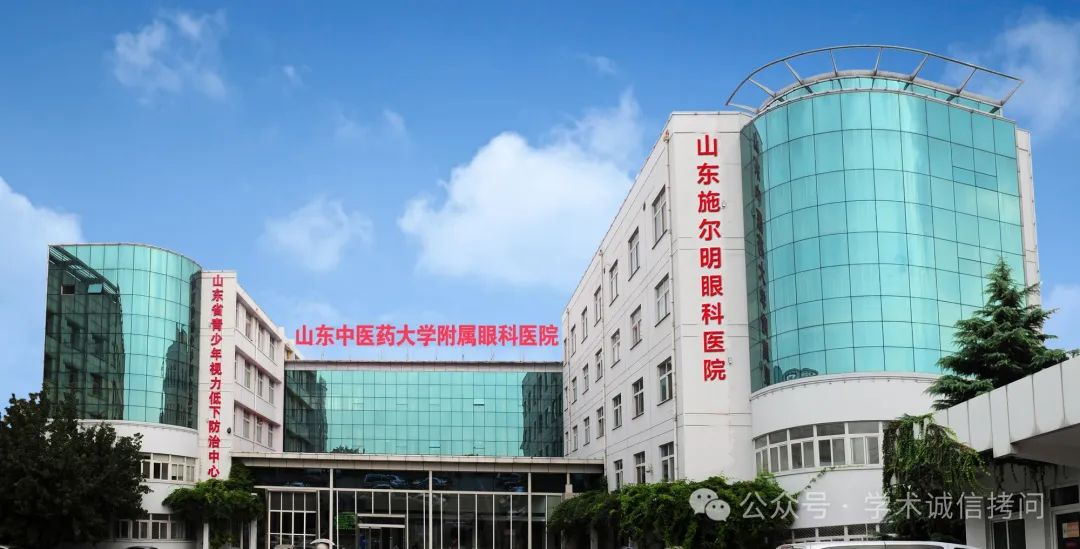 山东省青少年视力低下防治中心
山东中医药大学附属眼科医院
山东施尔明眼科医院
公众号 · 学术诚信拷问